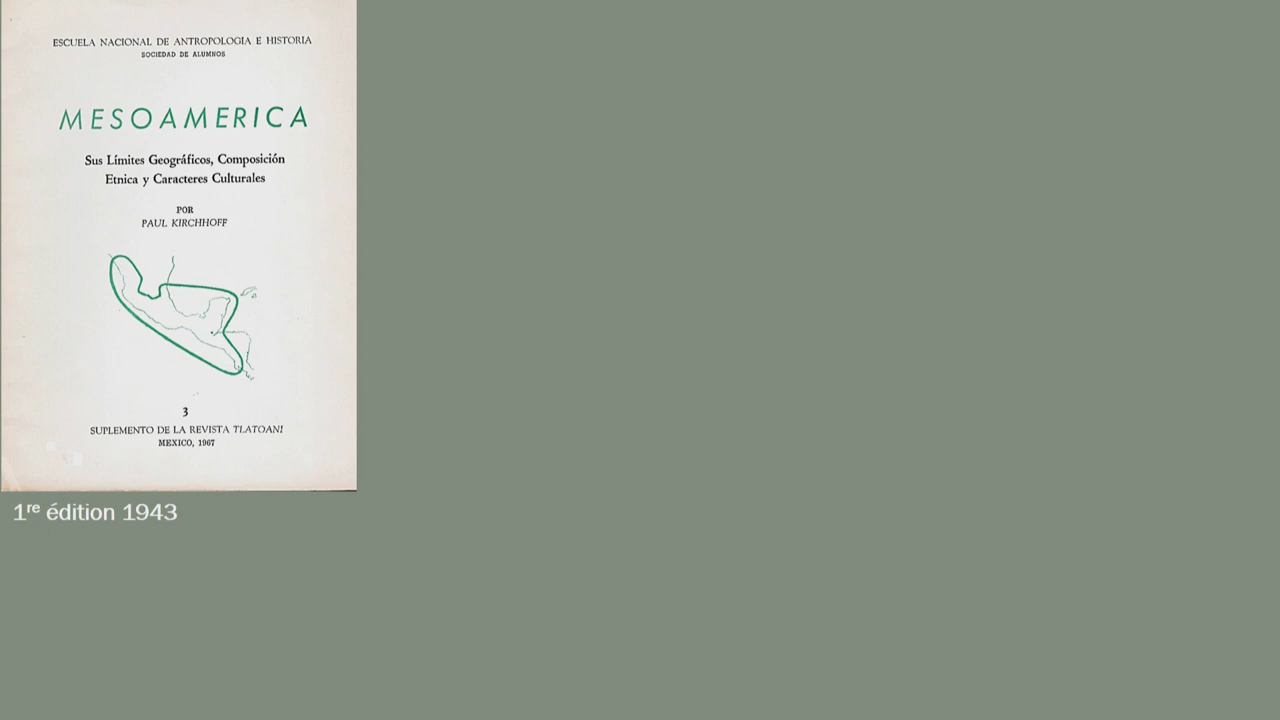 ESCUELA NACIONAL DE ANTROPOLOGIA E HISTORIA
SOCIEDAD DE ALUMNOS
MESOAMERICA
Sus Límites Geográficos, Composición
Etnica y Caracteres Culturales
POR
PAUL KIRCHHOFF
3
SUPLEMENTO DE LA REVISTA TLATOANI
MEXICO, 1967
1re édition 1943